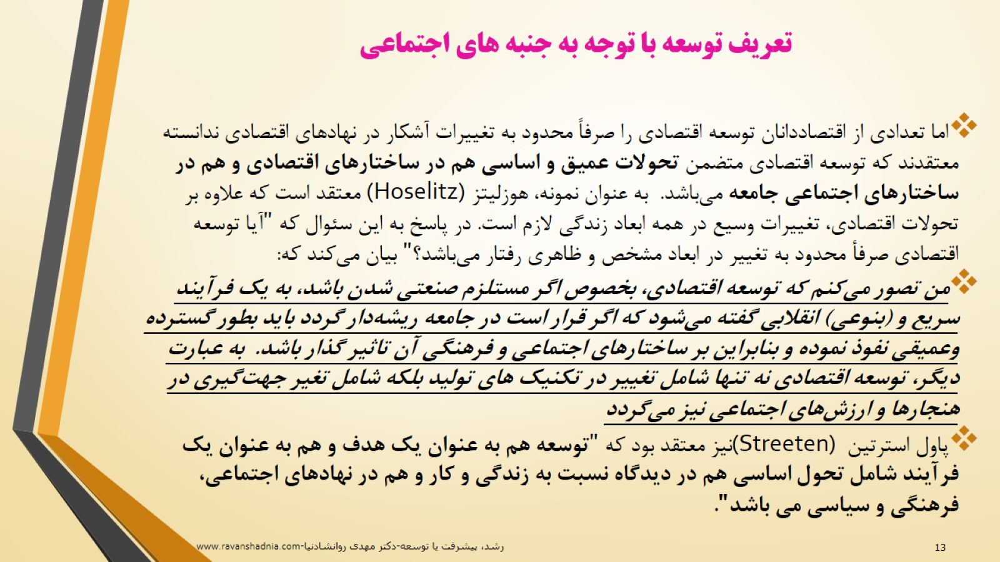 تعریف توسعه با توجه به جنبه های اجتماعی
اما تعدادی از اقتصاددانان توسعه اقتصادی را صرفاً محدود به تغییرات آشکار در نهادهای اقتصادی ندانسته
معتقدند که توسعه اقتصادی متضمن تحولات عمیق و اساسی هم در ساختارهای اقتصادی و هم در
ساختارهای اجتماعی جامعه می‌باشد. به عنوان نمونه، هوزلیتز (Hoselitz) معتقد است که علاوه بر
تحولات اقتصادی، تغییرات وسیع در همه ابعاد زندگی لازم است. در پاسخ به این سئوال که "آیا توسعه
اقتصادی صرفأ محدود به تغییر در ابعاد مشخص و ظاهری رفتار می‌باشد؟" بیان می‌کند که:
من تصور می‌کنم که توسعه اقتصادی، بخصوص اگر مستلزم صنعتی شدن باشد، به یک فرآیند
سریع و (بنوعی) انقلابی گفته می‌شود که اگر قرار است در جامعه ریشه‌دار گردد باید بطور گسترده
وعمیقی نفوذ نموده و بنابراین بر ساختارهای اجتماعی و فرهنگی آن تاثیر گذار باشد. به عبارت
دیگر، توسعه اقتصادی نه تنها شامل تغییر در تکنیک های تولید بلکه شامل تغیر جهت‌گیری در
هنجارها و ارزش‌های اجتماعی نیز می‌گردد
پاول استرتین (Streeten)نیز معتقد بود که "توسعه هم به عنوان یک هدف و هم به عنوان یک
فرآیند شامل تحول اساسی هم در دیدگاه نسبت به زندگی و کار و هم در نهادهای اجتماعی،
فرهنگی و سیاسی می باشد".
رشد، پیشرفت یا توسعه-دکتر مهدی روانشادنیا-www.ravanshadnia.com
13